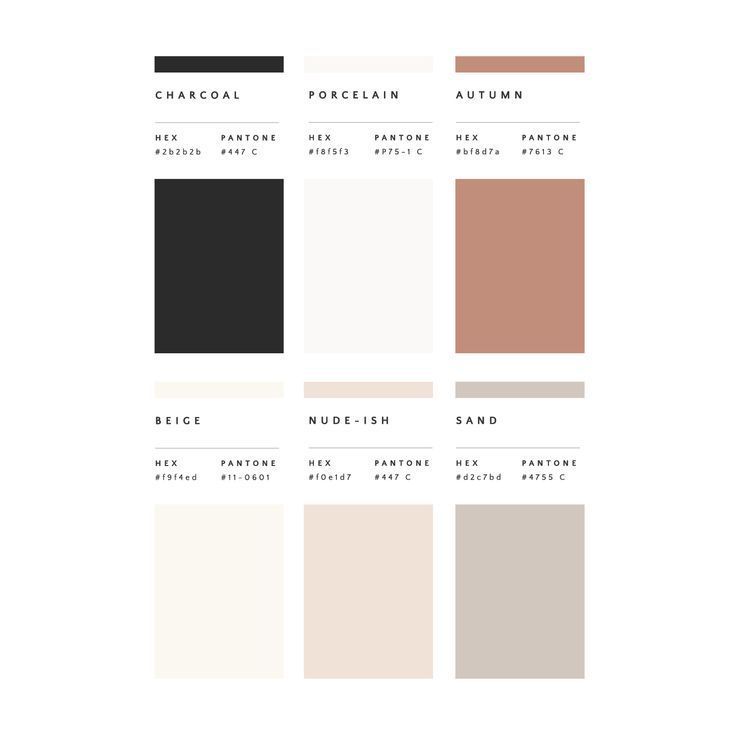 CHARCOAL
HEX PANTONE
#2b2b2b #447 C
PORCELAIN
HEX PANTONE
#f8f5f3 #P75-1 C
AUTUMN
HEX PANTONE
#bf8d7a #7613 C
BEIGE
HEX PANTONE
#f9f4ed #11-0601
NUDE-ISH
HEX PANTONE
#f0e1d7 #447 C
SAND
HEX PANTONE
#d2c7bd #4755 C